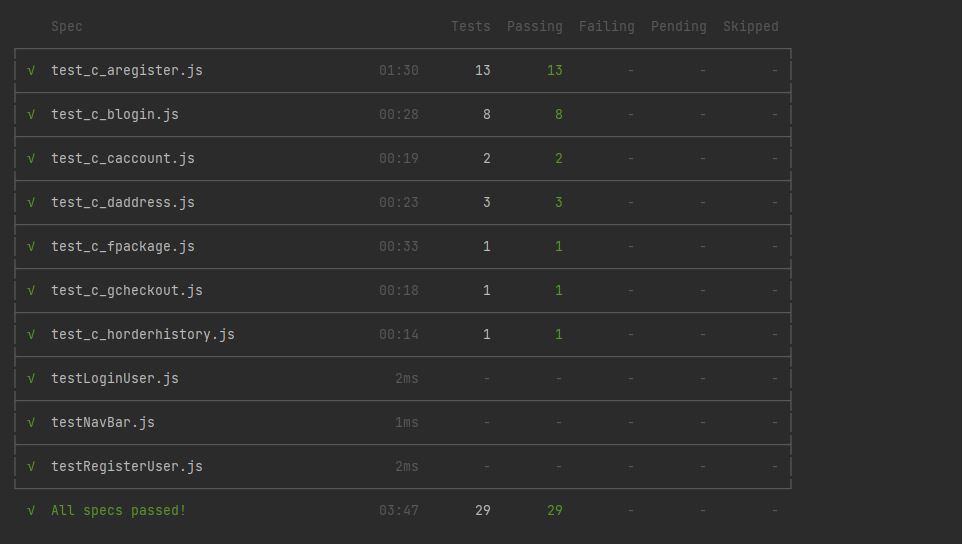 Spec Tests Passing Failing Pending Skipped
√ test_c_aregister.js 01:30 13 13 - - -
√ test_c_blogin.js 00:28 8 8 - - -
√ test_c_caccount.js 00:19 2 2 - - -
√ test_c_daddress.js 00:23 3 3 - - -
√ test_c_fpackage.js 00:33 1 1 - - -
√ test_c_gcheckout.js 00:18 1 1 - - -
√ test_c_horderhistory.js 00:14 1 1 - - -
√ testLoginUser.js 2ms - - - - -
√ testNavBar.js 1ms - - - - -
√ testRegisterUser.js 2ms - - - - -
√ All specs passed! 03:47 29 29 - - -